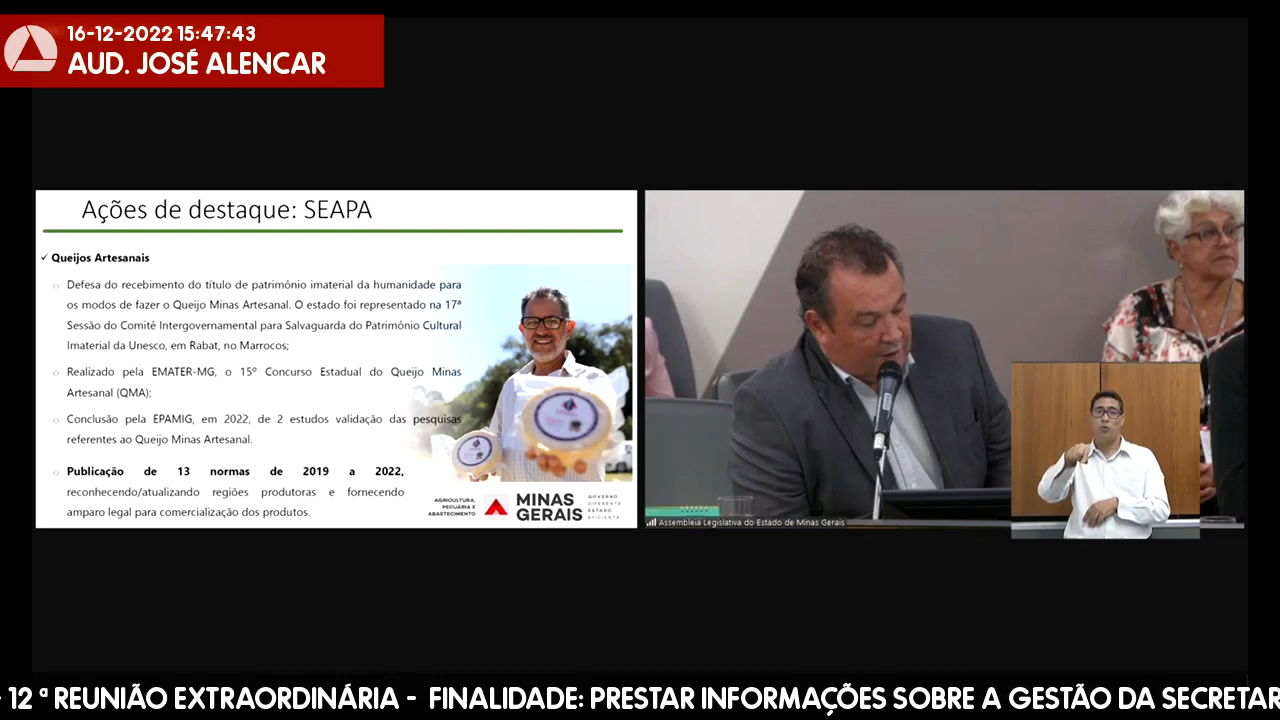 16-12-2022 15:47:43
AUD. JOSÉ ALENCAR
Ações de destaque: SEAPA
✓ Queijos Artesanais
○ Defesa do recebimento do título de patrimônio imaterial da humanidade para
os modos de fazer o Queijo Minas Artesanal. O estado foi representado na 17ª
Sessão do Comitê Intergovernamental para Salvaguarda do Patrimônio Cultural
Imaterial da Unesco, em Rabat, no Marrocos;
○ Realizado pela EMATER-MG, o 15º Concurso Estadual do Queijo Minas
Artesanal (QMA);
○ Conclusão pela EPAMIG, em 2022, de 2 estudos validação das pesquisas
referentes ao Queijo Minas Artesanal.
○ Publicação de 13 normas de 2019 a 2022,
reconhecendo/atualizando regiões produtoras e fornecendo
amparo legal para comercialização dos produtos.
AGRICULTURA,
PECUÁRIA E
ABASTECIMENTO
MINAS
GERAIS
GOVERNO
DIFERENTE
ESTADO
EFICIENTE
Assembleia Legislativa do Estado de Minas Gerais
- 12 ª REUNIÃO EXTRAORDINÁRIA - FINALIDADE: PRESTAR INFORMAÇÕES SOBRE A GESTÃO DA SECRETAR